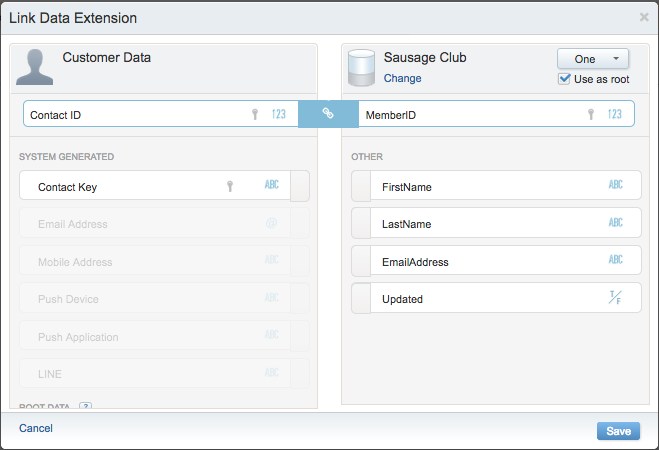 Link Data Extension
Customer Data
Contact ID 123
SYSTEM GENERATED
Contact Key ABC
Email Address @
Mobile Address ABC
Push Device ABC
Push Application ABC
LINE ABC
ROOT DATA ?
Sausage Club
Change
One
Use as root
MemberID 123
OTHER
FirstName ABC
LastName ABC
EmailAddress ABC
Updated T/F
Cancel
Save